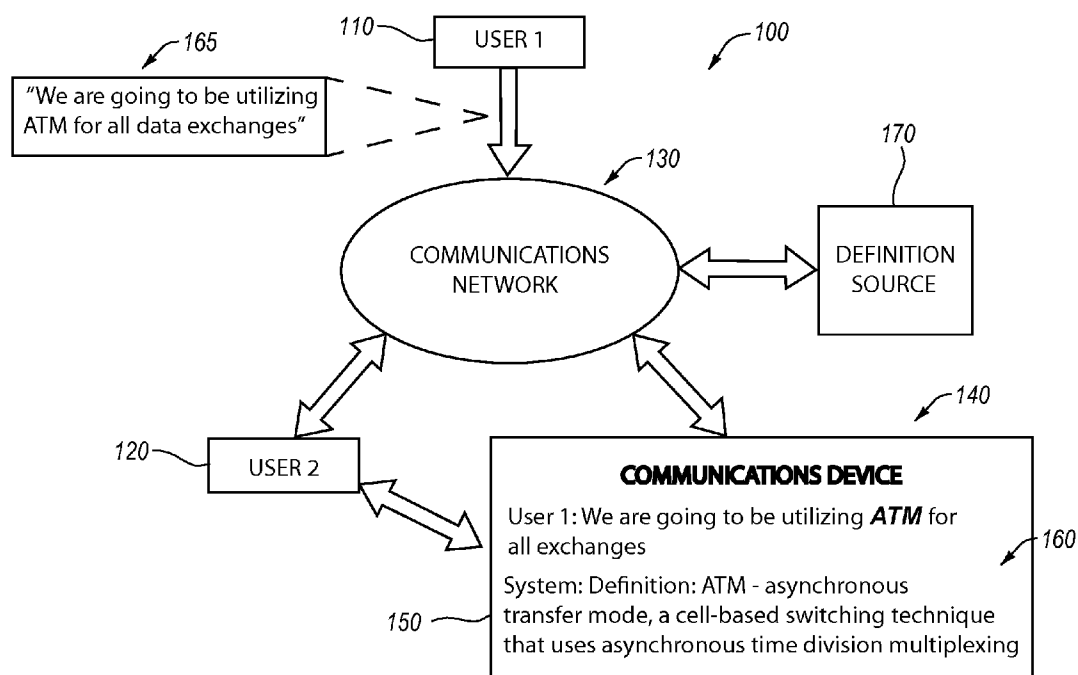 110
USER 1
100
165
"We are going to be utilizing
ATM for all data exchanges"
130
170
COMMUNICATIONS
NETWORK
DEFINITION
SOURCE
140
120
USER 2
COMMUNICATIONS DEVICE
User 1: We are going to be utilizing ATM for
all exchanges
160
System: Definition: ATM - asynchronous
transfer mode, a cell-based switching technique
that uses asynchronous time division multiplexing
150